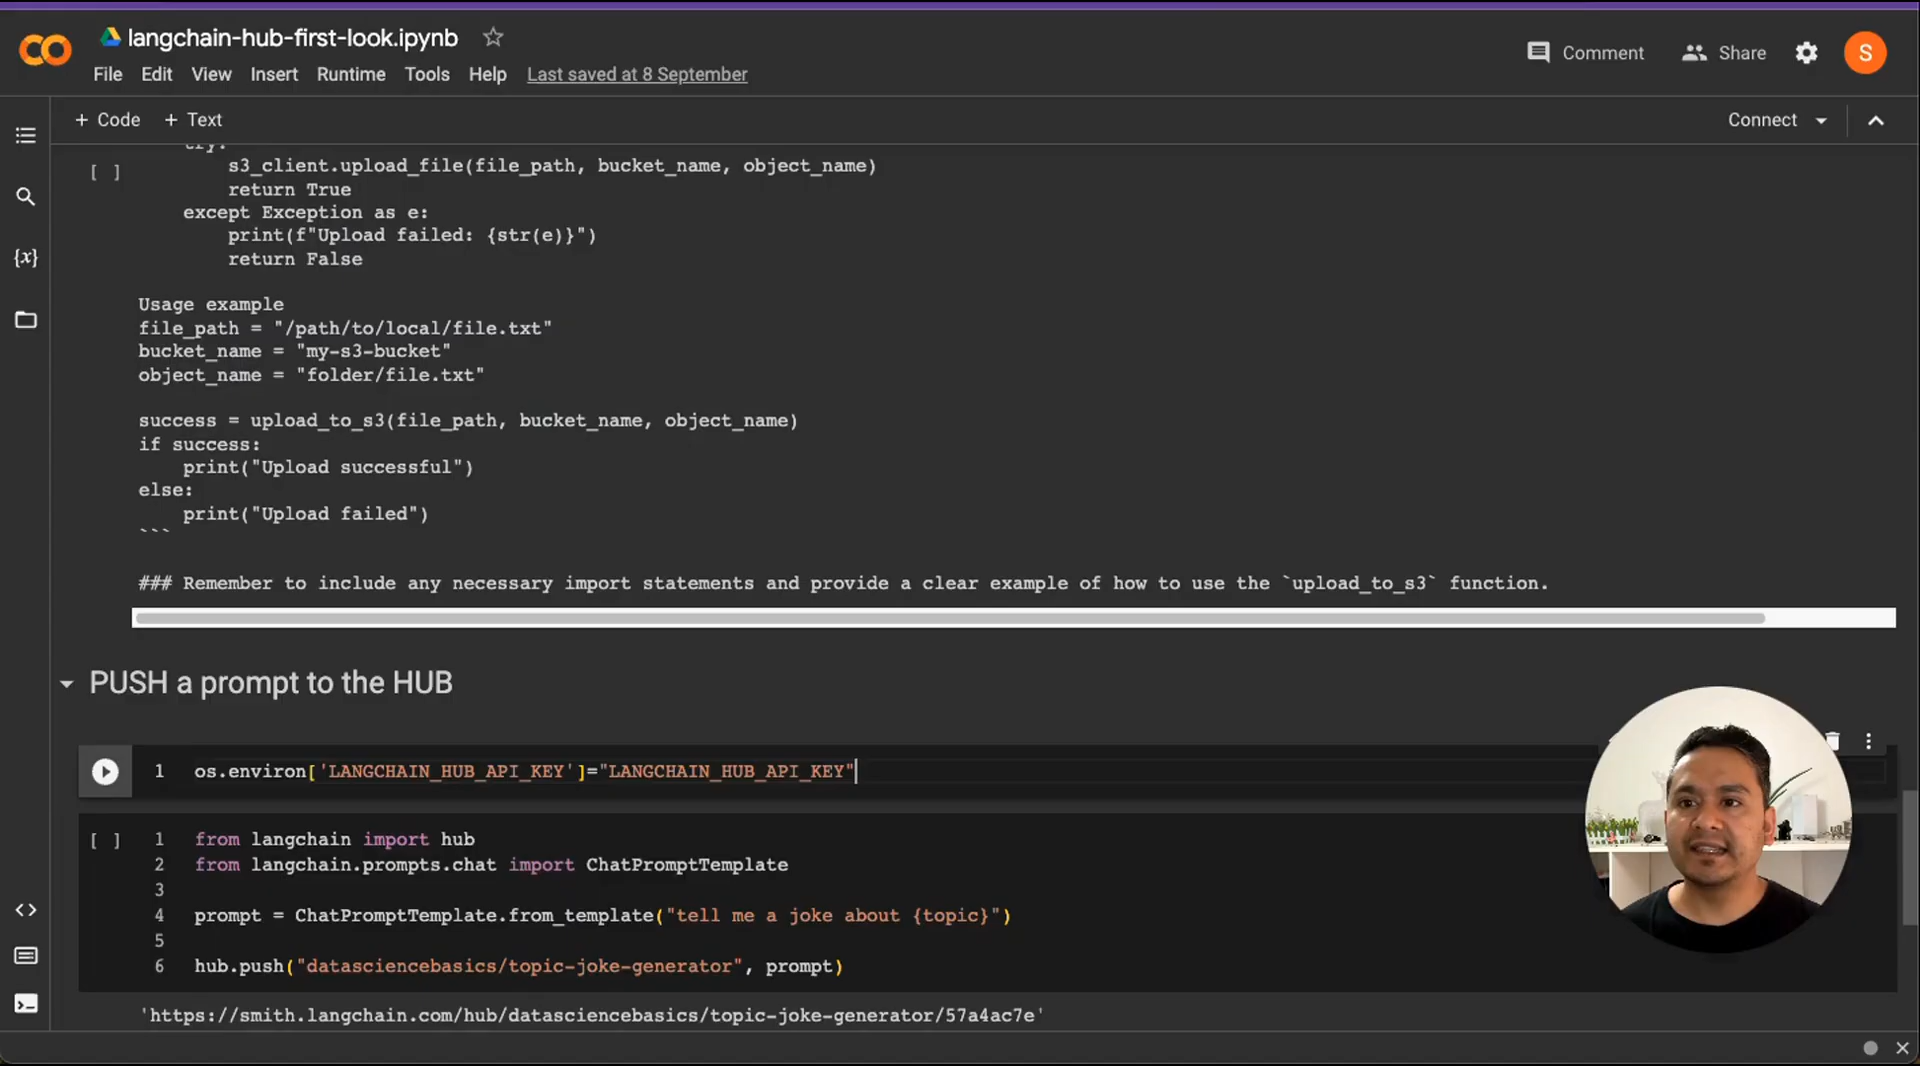 langchain-hub-first-look.ipynb
Comment
Share
S
File Edit View Insert Runtime Tools Help Last saved at 8 September
+ Code + Text
Connect
try:
[ ]
s3_client.upload_file(file_path, bucket_name, object_name)
return True
except Exception as e:
print(f"Upload failed: {str(e)}")
return False
Usage example
file_path = "/path/to/local/file.txt"
bucket_name = "my-s3-bucket"
object_name = "folder/file.txt"
success = upload_to_s3(file_path, bucket_name, object_name)
if success:
print("Upload successful")
else:
print("Upload failed")
```
### Remember to include any necessary import statements and provide a clear example of how to use the `upload_to_s3` function.
PUSH a prompt to the HUB
1 os.environ['LANGCHAIN_HUB_API_KEY']="LANGCHAIN_HUB_API_KEY"
[ ] 1 from langchain import hub
2 from langchain.prompts.chat import ChatPromptTemplate
3
4 prompt = ChatPromptTemplate.from_template("tell me a joke about {topic}")
5
6 hub.push("datasciencebasics/topic-joke-generator", prompt)
'https://smith.langchain.com/hub/datasciencebasics/topic-joke-generator/57a4ac7e'